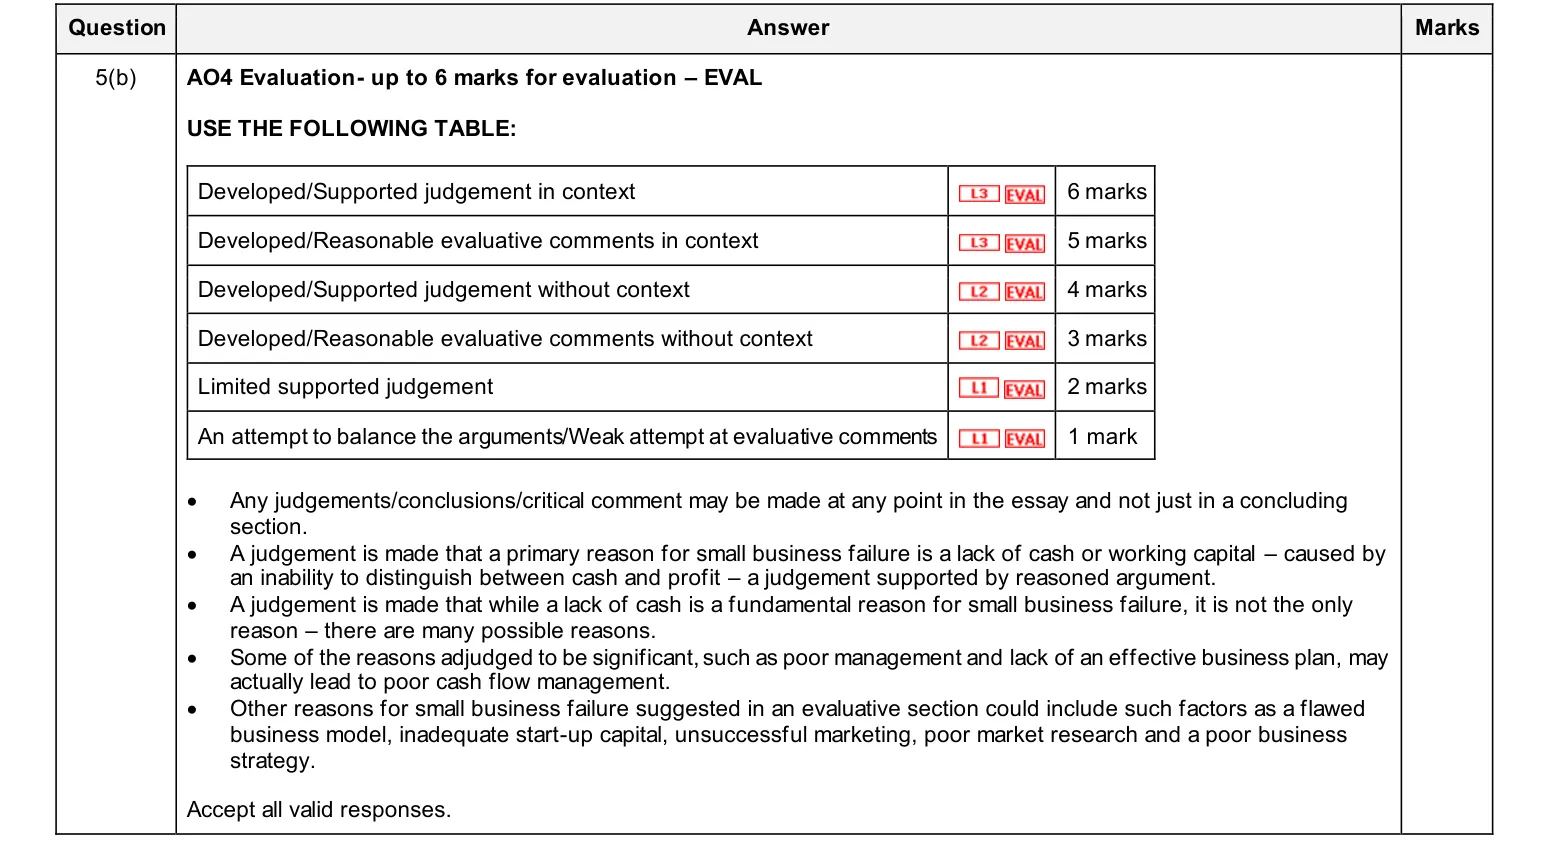 Question Answer Marks
5(b) AO4 Evaluation- up to 6 marks for evaluation – EVAL
USE THE FOLLOWING TABLE:
Developed/Supported judgement in context L3 EVAL 6 marks
Developed/Reasonable evaluative comments in context L3 EVAL 5 marks
Developed/Supported judgement without context L2 EVAL 4 marks
Developed/Reasonable evaluative comments without context L2 EVAL 3 marks
Limited supported judgement L1 EVAL 2 marks
An attempt to balance the arguments/Weak attempt at evaluative comments L1 EVAL 1 mark
• Any judgements/conclusions/critical comment may be made at any point in the essay and not just in a concluding
section.
• A judgement is made that a primary reason for small business failure is a lack of cash or working capital – caused by
an inability to distinguish between cash and profit – a judgement supported by reasoned argument.
• A judgement is made that while a lack of cash is a fundamental reason for small business failure, it is not the only
reason – there are many possible reasons.
• Some of the reasons adjudged to be significant, such as poor management and lack of an effective business plan, may
actually lead to poor cash flow management.
• Other reasons for small business failure suggested in an evaluative section could include such factors as a flawed
business model, inadequate start-up capital, unsuccessful marketing, poor market research and a poor business
strategy.
Accept all valid responses.